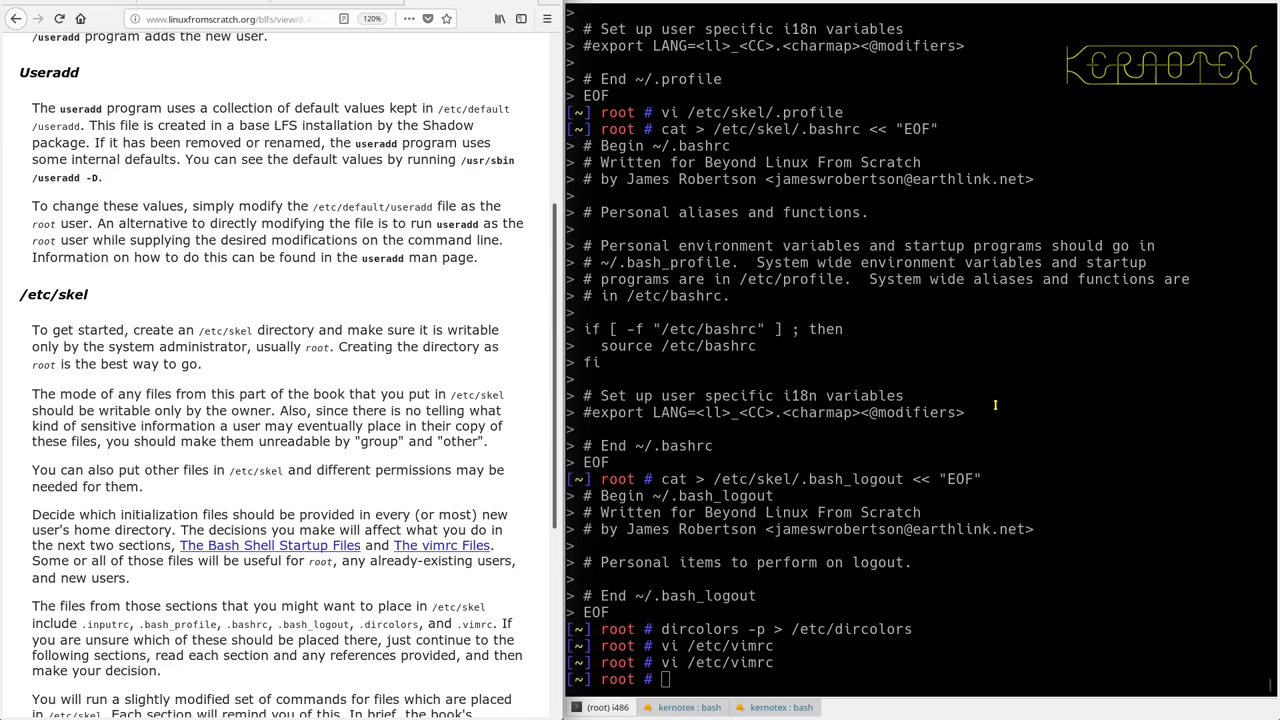 www.linuxfromscratch.org/blfs/view/8.4
120%
/useradd program adds the new user.
Useradd
The useradd program uses a collection of default values kept in /etc/default
/useradd. This file is created in a base LFS installation by the Shadow
package. If it has been removed or renamed, the useradd program uses
some internal defaults. You can see the default values by running /usr/sbin
/useradd -D.
To change these values, simply modify the /etc/default/useradd file as the
root user. An alternative to directly modifying the file is to run useradd as the
root user while supplying the desired modifications on the command line.
Information on how to do this can be found in the useradd man page.
/etc/skel
To get started, create an /etc/skel directory and make sure it is writable
only by the system administrator, usually root. Creating the directory as
root is the best way to go.
The mode of any files from this part of the book that you put in /etc/skel
should be writable only by the owner. Also, since there is no telling what
kind of sensitive information a user may eventually place in their copy of
these files, you should make them unreadable by "group" and "other".
You can also put other files in /etc/skel and different permissions may be
needed for them.
Decide which initialization files should be provided in every (or most) new
user's home directory. The decisions you make will affect what you do in
the next two sections, The Bash Shell Startup Files and The vimrc Files.
Some or all of those files will be useful for root, any already-existing users,
and new users.
The files from those sections that you might want to place in /etc/skel
include .inputrc, .bash_profile, .bashrc, .bash_logout, .dircolors, and .vimrc. If
you are unsure which of these should be placed there, just continue to the
following sections, read each section and any references provided, and then
make your decision.
You will run a slightly modified set of commands for files which are placed
in /etc/skel. Each section will remind you of this. In brief, the book's
>
> # Set up user specific i18n variables
> #export LANG=<ll>_<CC>.<charmap><@modifiers>
>
> # End ~/.profile
> EOF
[~] root # vi /etc/skel/.profile
[~] root # cat > /etc/skel/.bashrc << "EOF"
> # Begin ~/.bashrc
> # Written for Beyond Linux From Scratch
> # by James Robertson <jameswrobertson@earthlink.net>
>
> # Personal aliases and functions.
>
> # Personal environment variables and startup programs should go in
> # ~/.bash_profile.  System wide environment variables and startup
> # programs are in /etc/profile.  System wide aliases and functions are
> # in /etc/bashrc.
>
> if [ -f "/etc/bashrc" ] ; then
>   source /etc/bashrc
> fi
>
> # Set up user specific i18n variables
> #export LANG=<ll>_<CC>.<charmap><@modifiers>
>
> # End ~/.bashrc
> EOF
[~] root # cat > /etc/skel/.bash_logout << "EOF"
> # Begin ~/.bash_logout
> # Written for Beyond Linux From Scratch
> # by James Robertson <jameswrobertson@earthlink.net>
>
> # Personal items to perform on logout.
>
> # End ~/.bash_logout
> EOF
[~] root # dircolors -p > /etc/dircolors
[~] root # vi /etc/vimrc
[~] root # vi /etc/vimrc
[~] root #
KERNOTEX
(root) i486
kernotex : bash
kernotex : bash